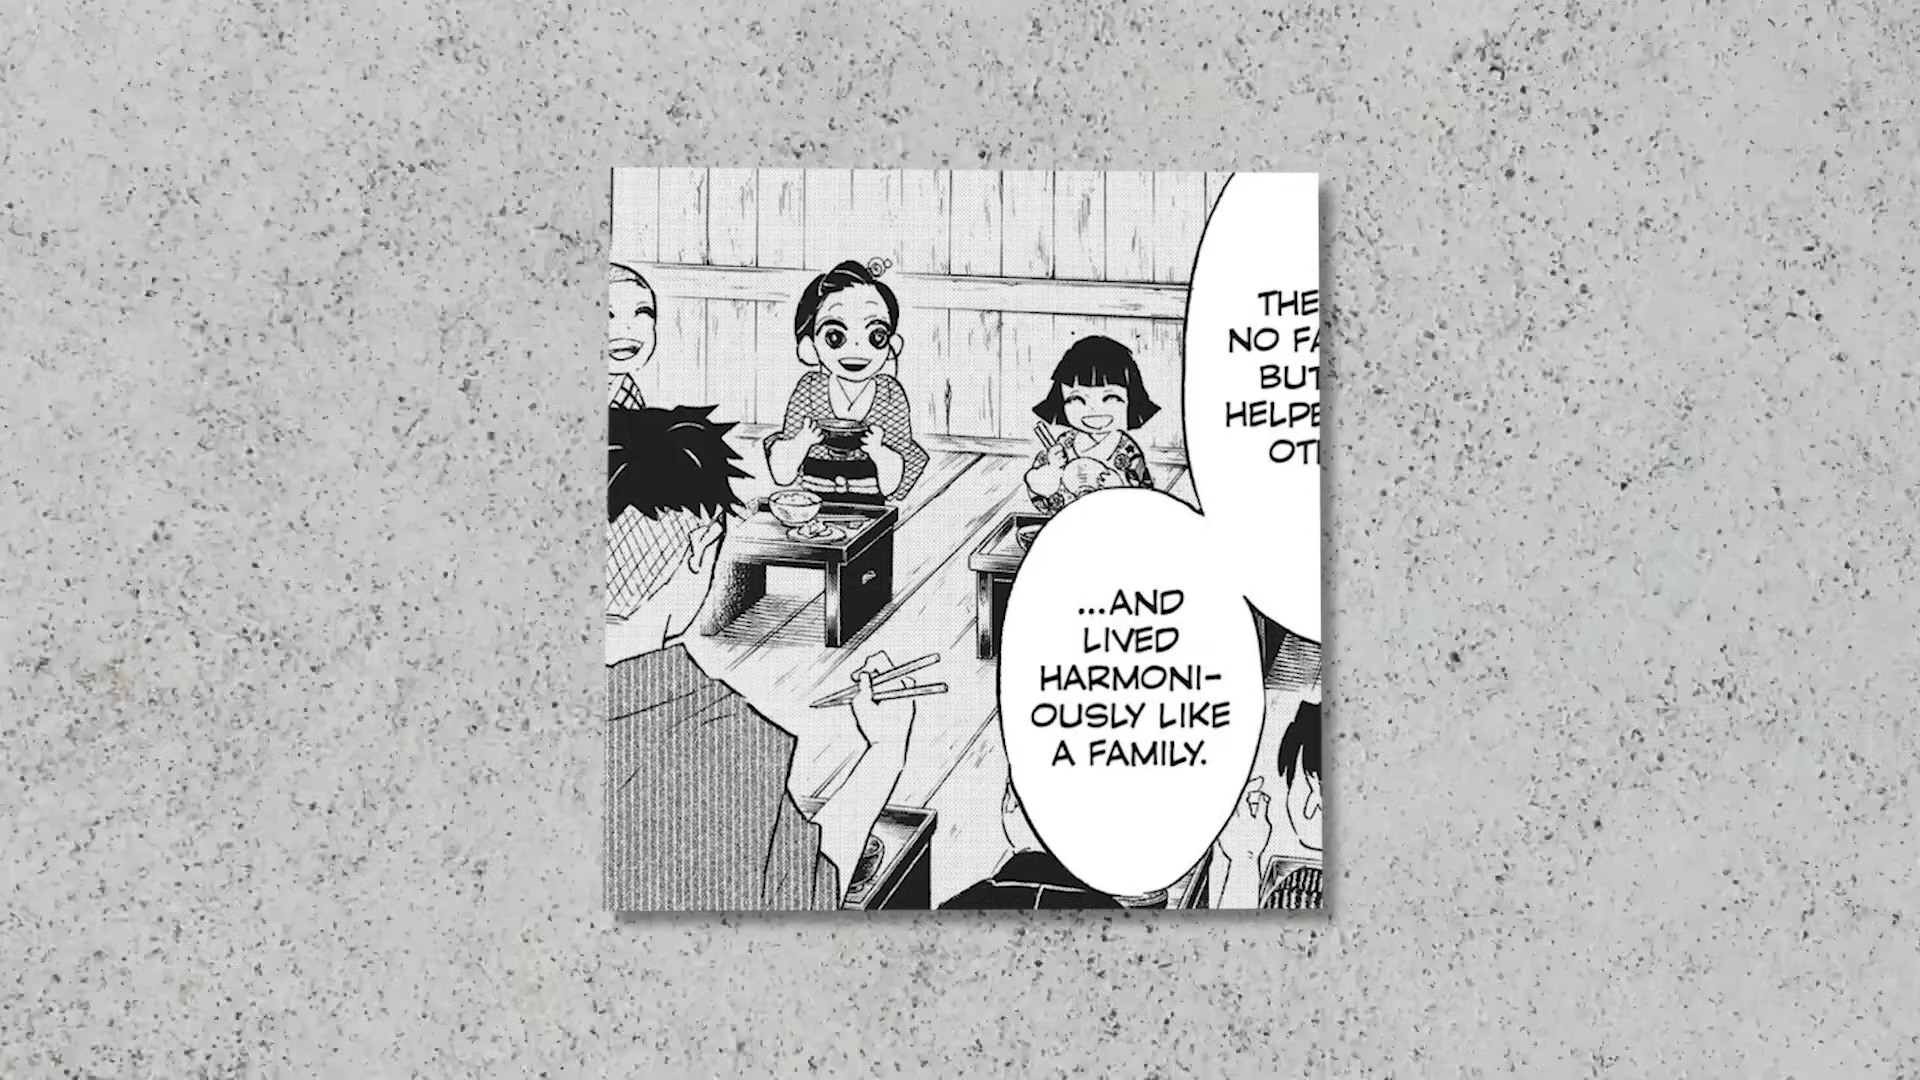 THE
NO FA
BUT
HELPE
OT
...AND
LIVED
HARMONI-
OUSLY LIKE
A FAMILY.